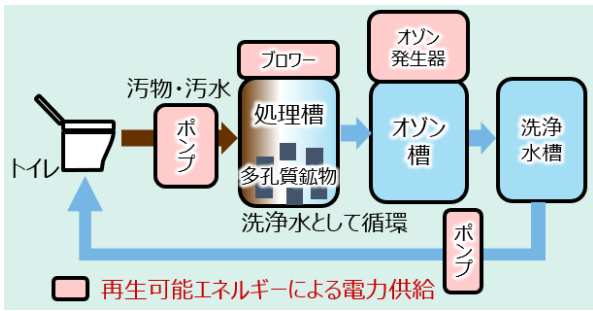 ブロワー
オゾン
発生器
汚物・汚水
ポンプ
処理槽
多孔質鉱物
オゾン
槽
洗浄
水槽
トイレ
洗浄水として循環
ポンプ
再生可能エネルギーによる電力供給